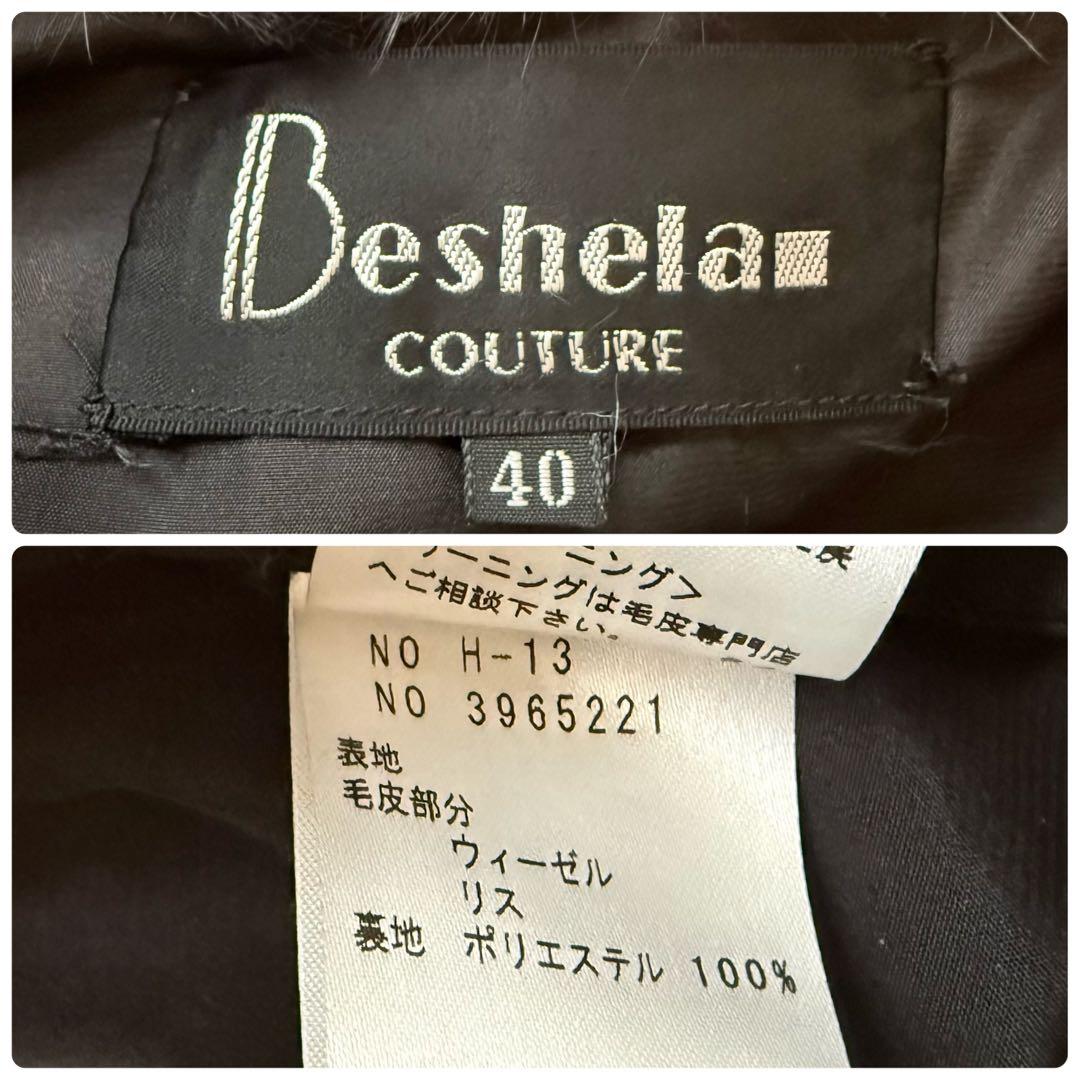 Beshela
COUTURE
40
ーニング＞
クリーニングは毛皮専門店
へご相談下さい。
NO H-13
NO 3965221
表地
毛皮部分
ウィーゼル
リス
裏地 ポリエステル 100%